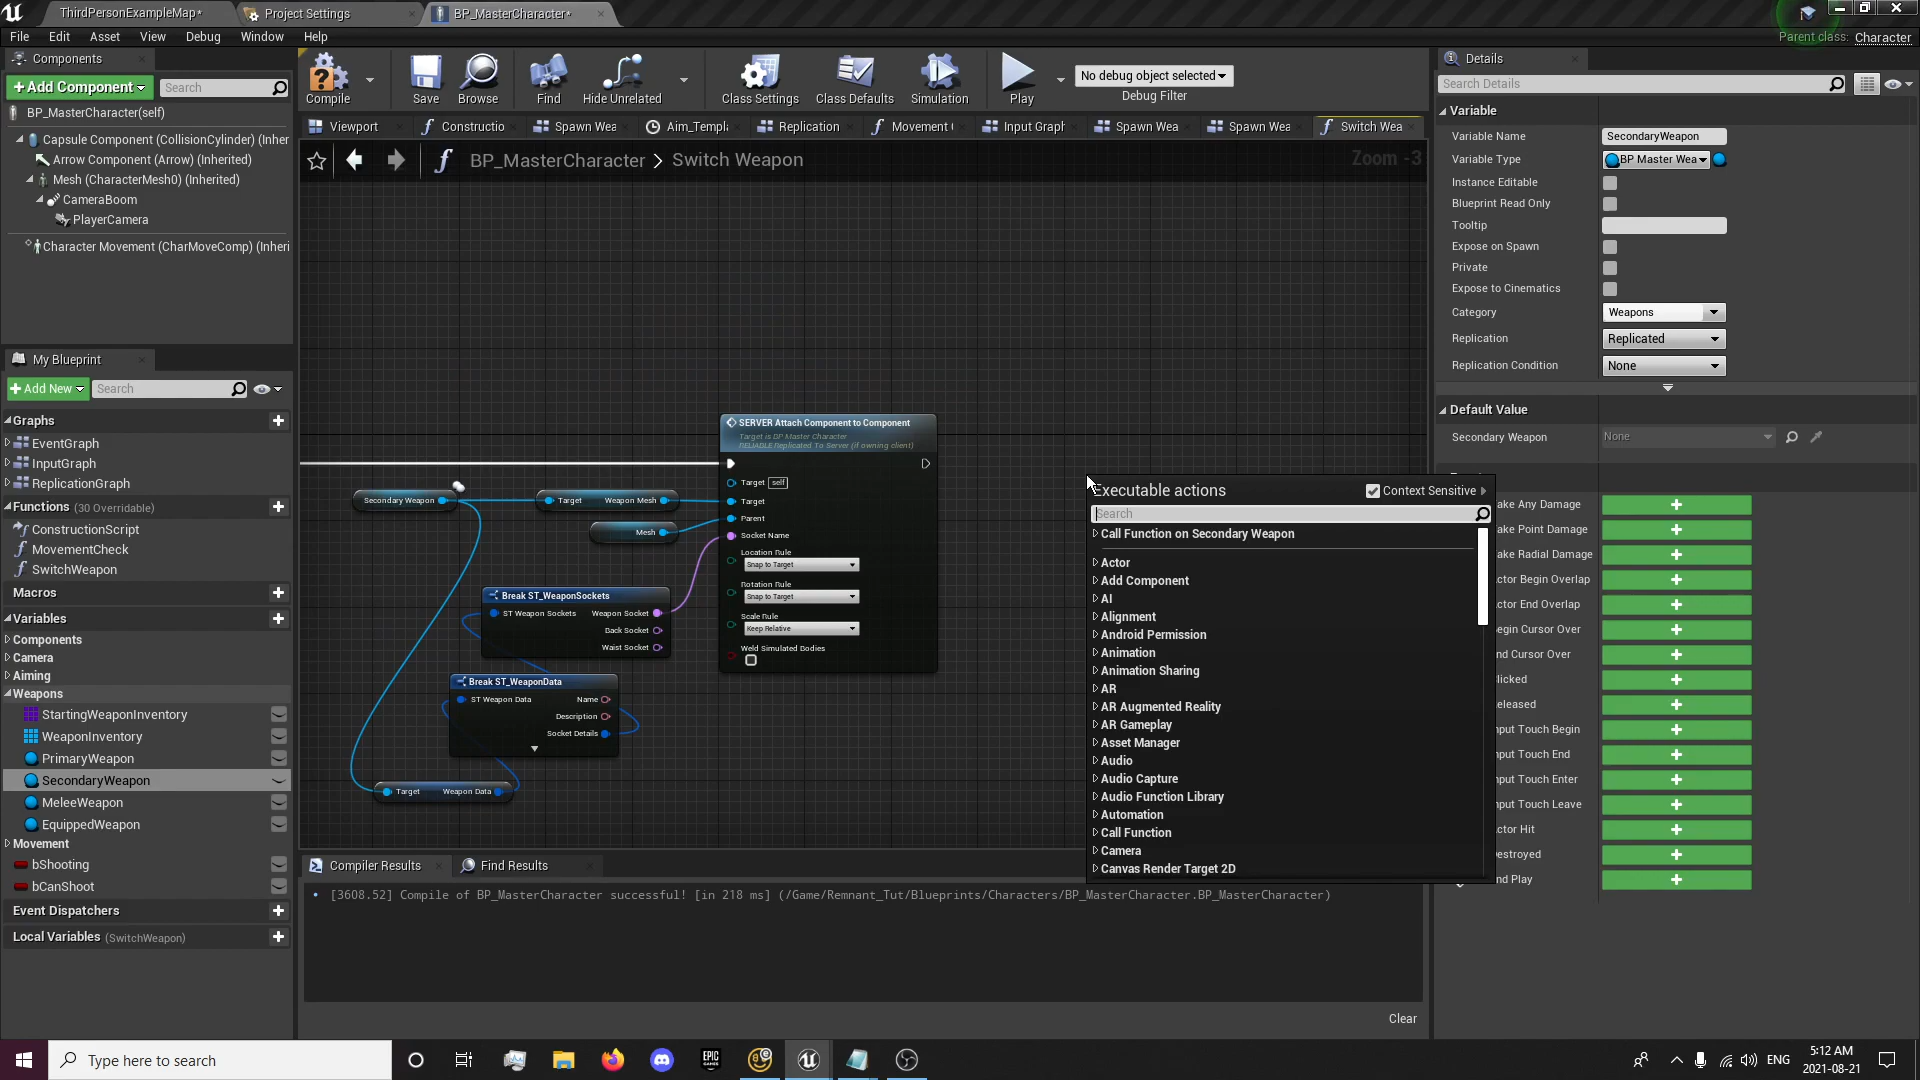 ThirdPersonExampleMap*
Project Settings
BP_MasterCharacter*
File Edit Asset View Debug Window Help
Parent class: Character
Components
+Add Component
Search
BP_MasterCharacter(self)
Capsule Component (CollisionCylinder) (Inher
Arrow Component (Arrow) (Inherited)
Mesh (CharacterMesh0) (Inherited)
CameraBoom
PlayerCamera
Character Movement (CharMoveComp) (Inheri
Compile
Save
Browse
Find
Hide Unrelated
Class Settings
Class Defaults
Simulation
Play
No debug object selected
Debug Filter
Viewport
Constructio
Spawn Wea
Aim_Templ
Replication
Movement (
Input Graph
Spawn Wea
Spawn Wea
Switch Wea
BP_MasterCharacter > Switch Weapon
Zoom -3
My Blueprint
+Add New
Search
Graphs
EventGraph
InputGraph
ReplicationGraph
Functions (30 Overridable)
ConstructionScript
MovementCheck
SwitchWeapon
Macros
Variables
Components
Camera
Aiming
Weapons
StartingWeaponInventory
WeaponInventory
PrimaryWeapon
SecondaryWeapon
MeleeWeapon
EquippedWeapon
Movement
bShooting
bCanShoot
Event Dispatchers
Local Variables (SwitchWeapon)
SERVER Attach Component to Component
Target is BP Master Character
RELIABLE Replicated To Server (if owning client)
Target self
Target
Parent
Socket Name
Location Rule
Snap to Target
Rotation Rule
Snap to Target
Scale Rule
Keep Relative
Weld Simulated Bodies
Secondary Weapon
Target Weapon Mesh
Mesh
Break ST_WeaponSockets
ST Weapon Sockets Weapon Socket
Back Socket
Waist Socket
Break ST_WeaponData
ST Weapon Data Name
Description
Socket Details
Target Weapon Data
Executable actions
Context Sensitive
Search
Call Function on Secondary Weapon
Actor
Add Component
AI
Alignment
Android Permission
Animation
Animation Sharing
AR
AR Augmented Reality
AR Gameplay
Asset Manager
Audio
Audio Capture
Audio Function Library
Automation
Call Function
Camera
Canvas Render Target 2D
Compiler Results
Find Results
[3608.52] Compile of BP_MasterCharacter successful! [in 218 ms] (/Game/Remnant_Tut/Blueprints/Characters/BP_MasterCharacter.BP_MasterCharacter)
Clear
Details
Search Details
Variable
Variable Name SecondaryWeapon
Variable Type BP Master Wea
Instance Editable
Blueprint Read Only
Tooltip
Expose on Spawn
Private
Expose to Cinematics
Category Weapons
Replication Replicated
Replication Condition None
Default Value
Secondary Weapon None
ake Any Damage
ake Point Damage
ake Radial Damage
ctor Begin Overlap
ctor End Overlap
egin Cursor Over
nd Cursor Over
licked
eleased
nput Touch Begin
nput Touch End
nput Touch Enter
nput Touch Leave
ctor Hit
estroyed
nd Play
Type here to search
EPIC
ENG
5:12 AM
2021-08-21